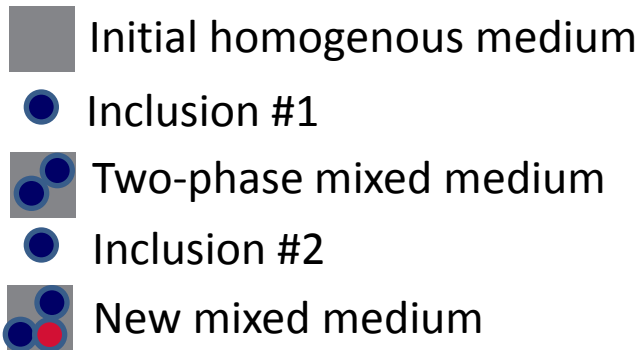 Initial homogenous medium
Inclusion #1
Two-phase mixed medium
Inclusion #2
New mixed medium